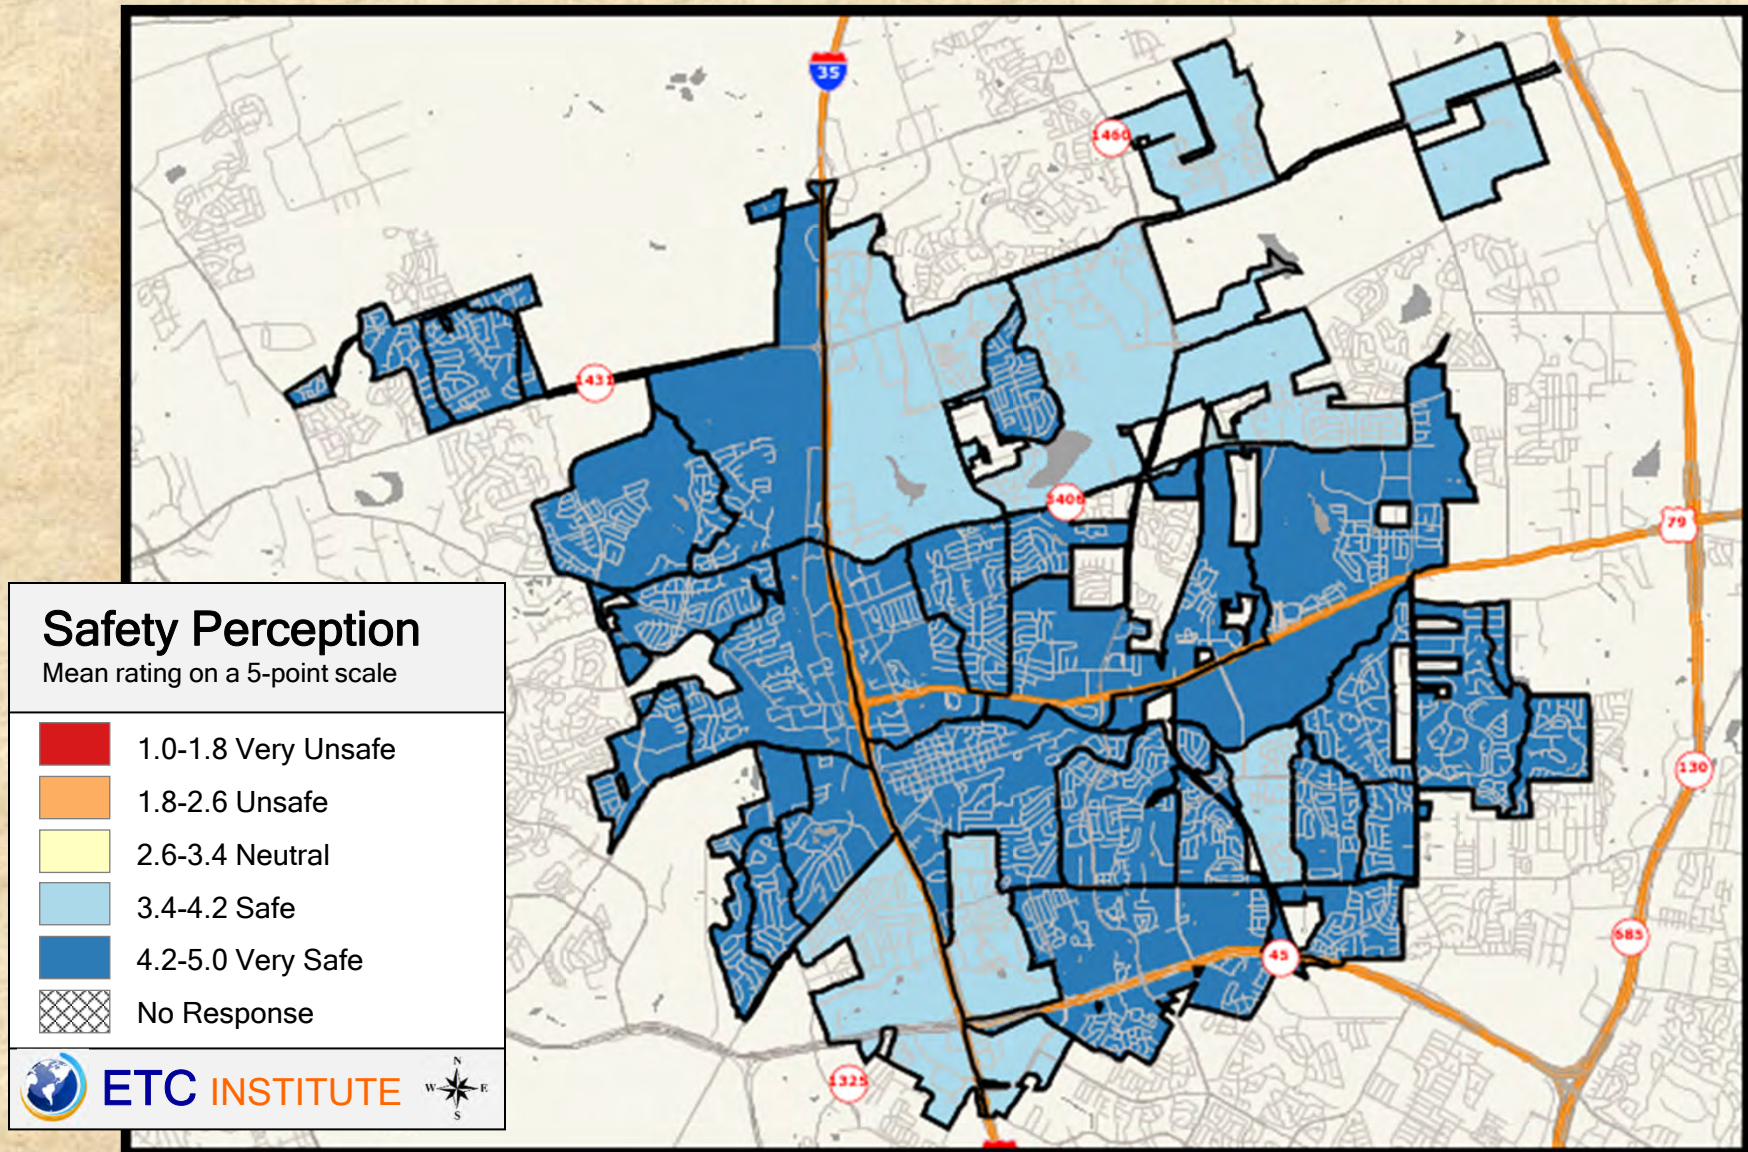 35
1460
1431
3406
79
Safety Perception
Mean rating on a 5-point scale
1.0-1.8 Very Unsafe
1.8-2.6 Unsafe
2.6-3.4 Neutral
3.4-4.2 Safe
4.2-5.0 Very Safe
No Response
ETC INSTITUTE
N
W E
S
130
685
45
1325